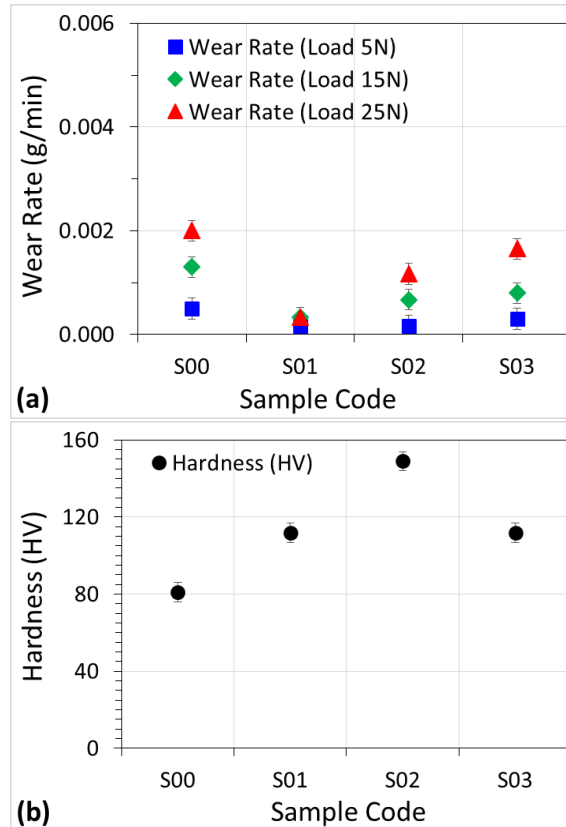 0.006
Wear Rate (Load 5N)
Wear Rate (Load 15N)
Wear Rate (Load 25N)
0.004
0.002
0.000
Wear Rate (g/min)
S00 S01 S02 S03
(a) Sample Code
160
Hardness (HV)
120
80
40
0
Hardness (HV)
S00 S01 S02 S03
(b) Sample Code